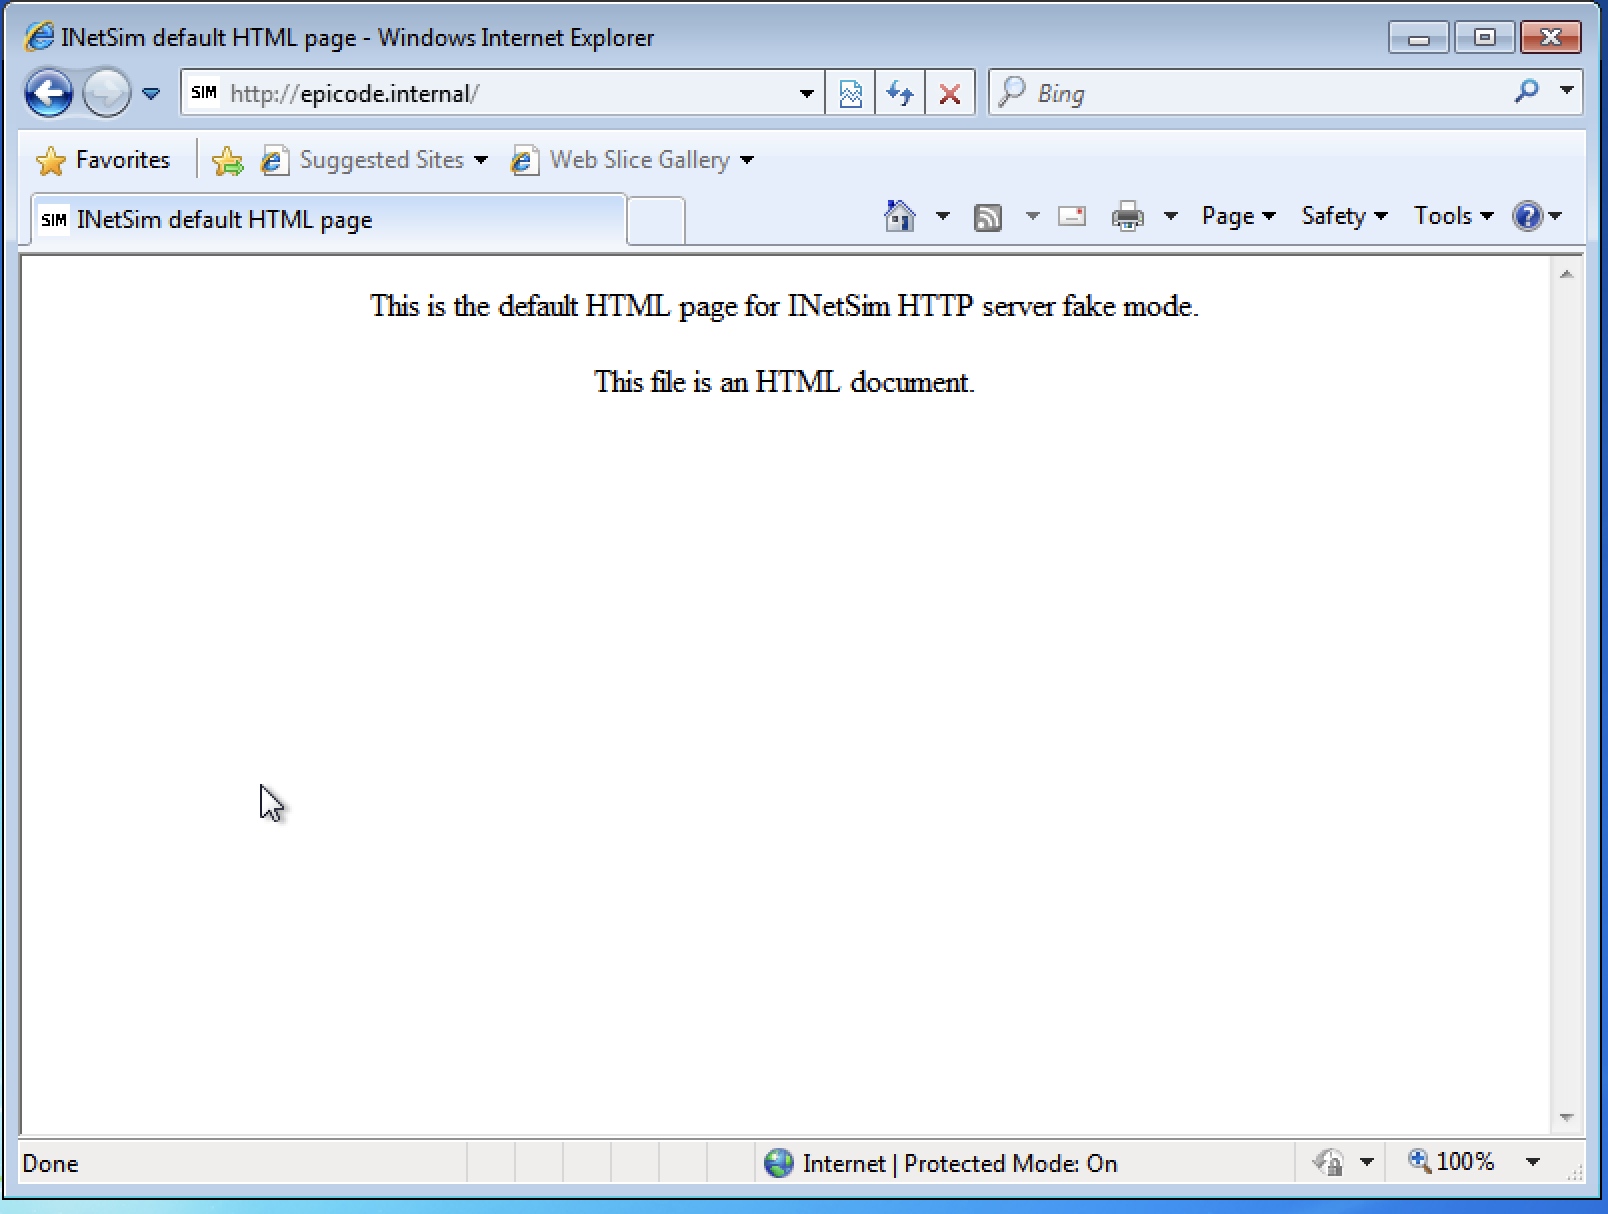 INetSim default HTML page - Windows Internet Explorer
SIM http://epicode.internal/ Bing
Favorites Suggested Sites Web Slice Gallery
SIM INetSim default HTML page Page Safety Tools
This is the default HTML page for INetSim HTTP server fake mode.
This file is an HTML document.
Done Internet | Protected Mode: On 100%